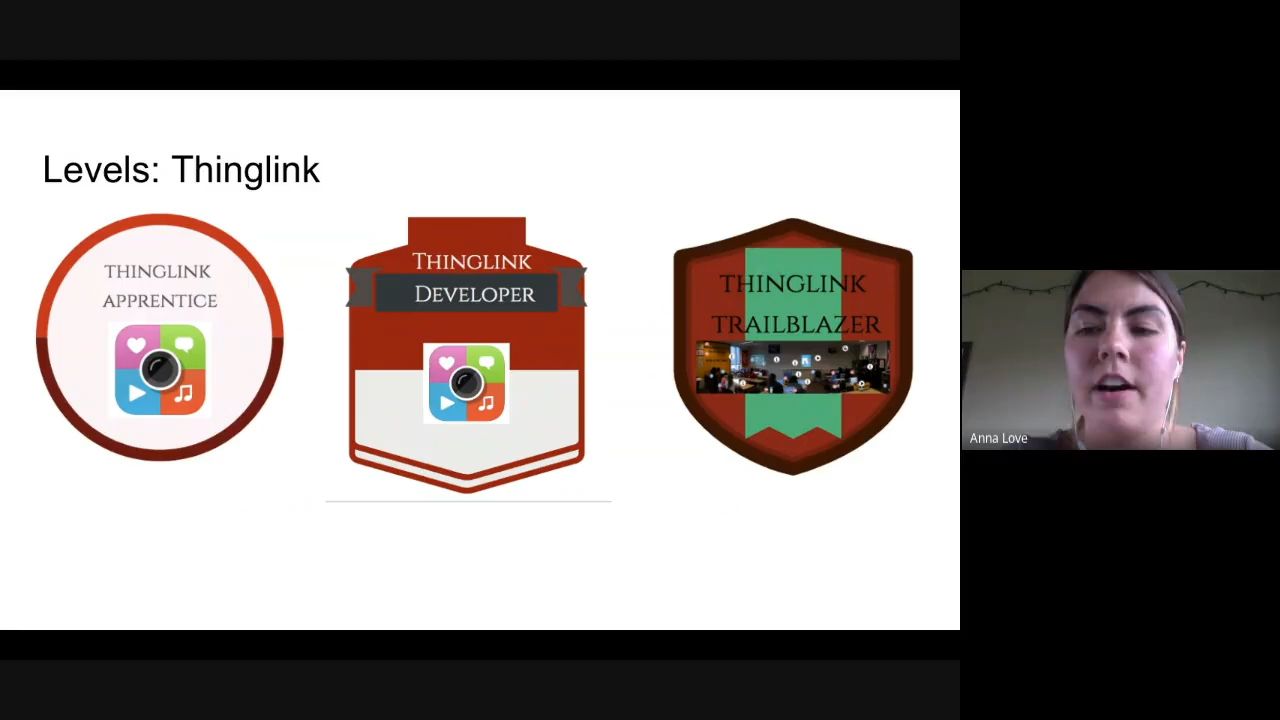 Levels: Thinglink
THINGLINK
APPRENTICE
THINGLINK
DEVELOPER
THINGLINK
TRAILBLAZER
Anna Love